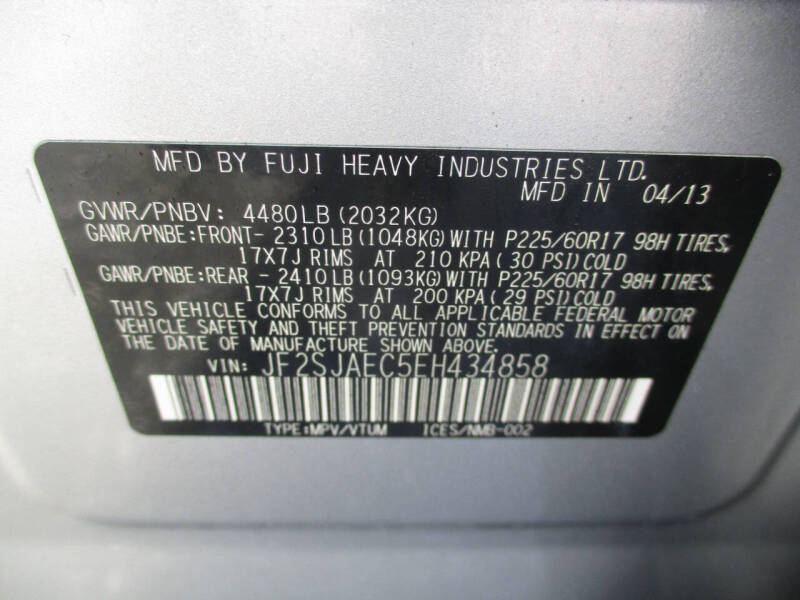 MFD BY FUJI HEAVY INDUSTRIES LTD.
MFD IN 04/13
GVWR/PNBV: 4480LB (2032KG)
GAWR/PNBE:FRONT- 2310LB (1048KG) WITH P225/60R17 98H TIRES,
17X7J RIMS AT 210 KPA (30 PSI) COLD
GAWR/PNBE:REAR - 2410LB (1093KG) WITH P225/60R17 98H TIRES,
17X7J RIMS AT 200 KPA (29 PSI) COLD
THIS VEHICLE CONFORMS TO ALL APPLICABLE FEDERAL MOTOR
VEHICLE SAFETY AND THEFT PREVENTION STANDARDS IN EFFECT ON
THE DATE OF MANUFACTURE SHOWN ABOVE.
VIN: JF2SJAEC5EH434858
TYPE:MPV/VTUM ICES/NMB-002